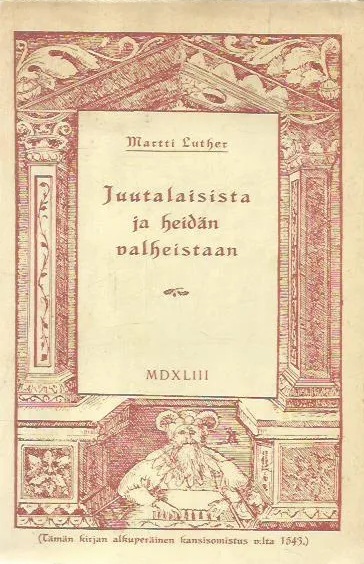 Martti Luther
Juutalaisista
ja heidän
valheistaan
MDXLIII
(Tämän kirjan alkuperäinen kansisomistus v:lta 1543.)